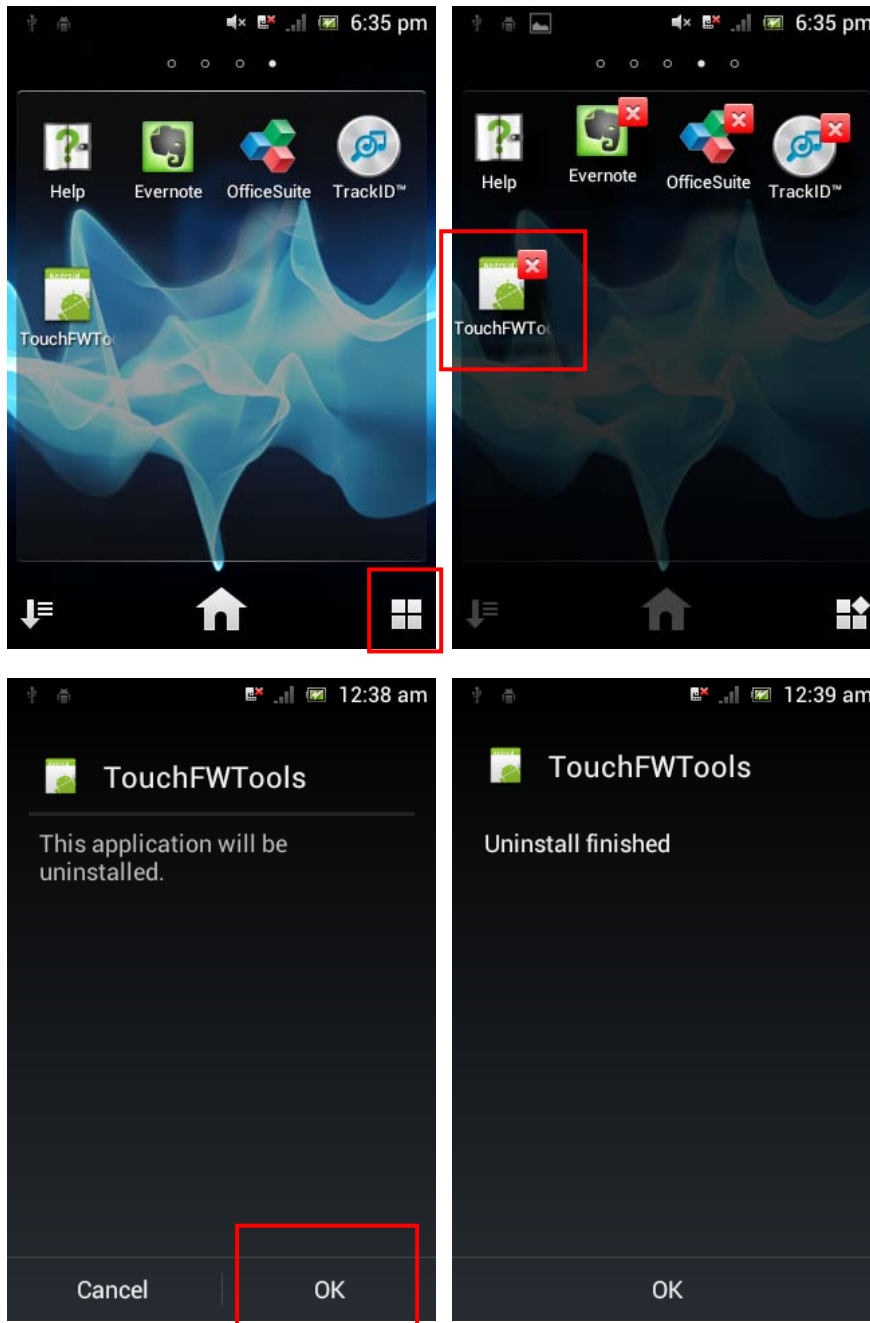 6:35 pm
Help Evernote OfficeSuite TrackID™
TouchFWToo
6:35 pm
Help Evernote OfficeSuite TrackID™
TouchFWToo
12:38 am
TouchFWTools
This application will be
uninstalled.
Cancel OK
12:39 am
TouchFWTools
Uninstall finished
OK